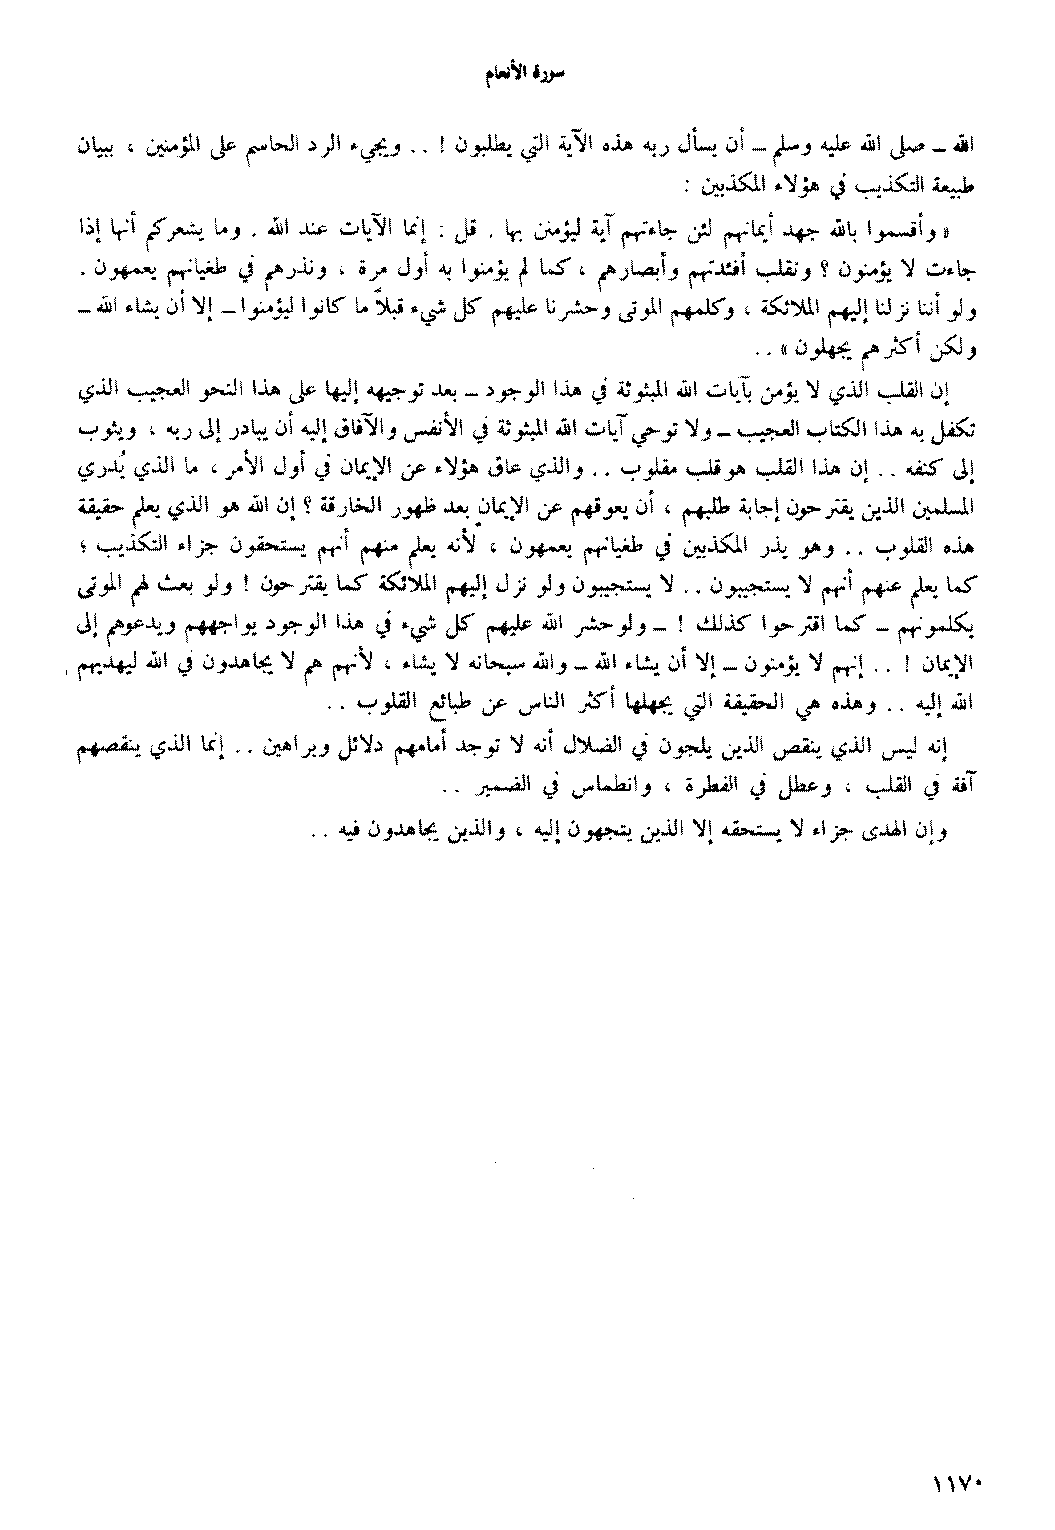 سورة الأنعام
الله ــ صلى الله عليه وسلم ــ أن يسأل ربه هذه الآية التي يطلبون ! .. ويجيء الرد الحاسم على المؤمنين ، ببيان
طبيعة التكذيب في هؤلاء المكذبين :
« وأقسموا بالله جهد أيمانهم لئن جاءتهم آية ليؤمنن بها . قل : إنما الآيات عند الله . وما يشعركم أنها إذا
جاءت لا يؤمنون ؟ ونقلب أفئدتهم وأبصارهم ، كما لم يؤمنوا به أول مرة ، ونذرهم في طغيانهم يعمهون .
ولو أننا نزلنا إليهم الملائكة ، وكلمهم الموتى وحشرنا عليهم كل شيء قبلاً ما كانوا ليؤمنوا ــ إلا أن يشاء الله ــ
ولكن أكثرهم يجهلون » ..
إن القلب الذي لا يؤمن بآيات الله المبثوثة في هذا الوجود ــ بعد توجيهه إليها على هذا النحو العجيب الذي
تكفل به هذا الكتاب العجيب ــ ولا توحي آيات الله المبثوثة في الأنفس والآفاق إليه أن يبادر إلى ربه ، ويثوب
إلى كنفه .. إن هذا القلب هو قلب مقلوب .. والذي عاق هؤلاء عن الإيمان في أول الأمر ، ما الذي يُدري
المسلمين الذين يقترحون إجابة طلبهم ، أن يعوقهم عن الإيمان بعد ظهور الخارقة ؟ إن الله هو الذي يعلم حقيقة
هذه القلوب .. وهو يذر المكذبين في طغيانهم يعمهون ، لأنه يعلم منهم أنهم يستحقون جزاء التكذيب ؛
كما يعلم عنهم أنهم لا يستجيبون .. لا يستجيبون ولو نزل إليهم الملائكة كما يقترحون ! ولو بعث لهم الموتى
يكلمونهم ــ كما اقترحوا كذلك ! ــ ولو حشر الله عليهم كل شيء في هذا الوجود يواجههم ويدعوهم إلى
الإيمان ! .. إنهم لا يؤمنون ــ إلا أن يشاء الله ــ والله سبحانه لا يشاء ، لأنهم هم لا يجاهدون في الله ليهديهم
الله إليه .. وهذه هي الحقيقة التي يجهلها أكثر الناس عن طبائع القلوب ..
إنه ليس الذي ينقص الذين يلجون في الضلال أنه لا توجد أمامهم دلائل وبراهين .. إنما الذي ينقصهم
آفة في القلب ، وعطل في الفطرة ، وانطماس في الضمير ..
وإن الهدى جزاء لا يستحقه إلا الذين يتجهون إليه ، والذين يجاهدون فيه ..
١١٧٠